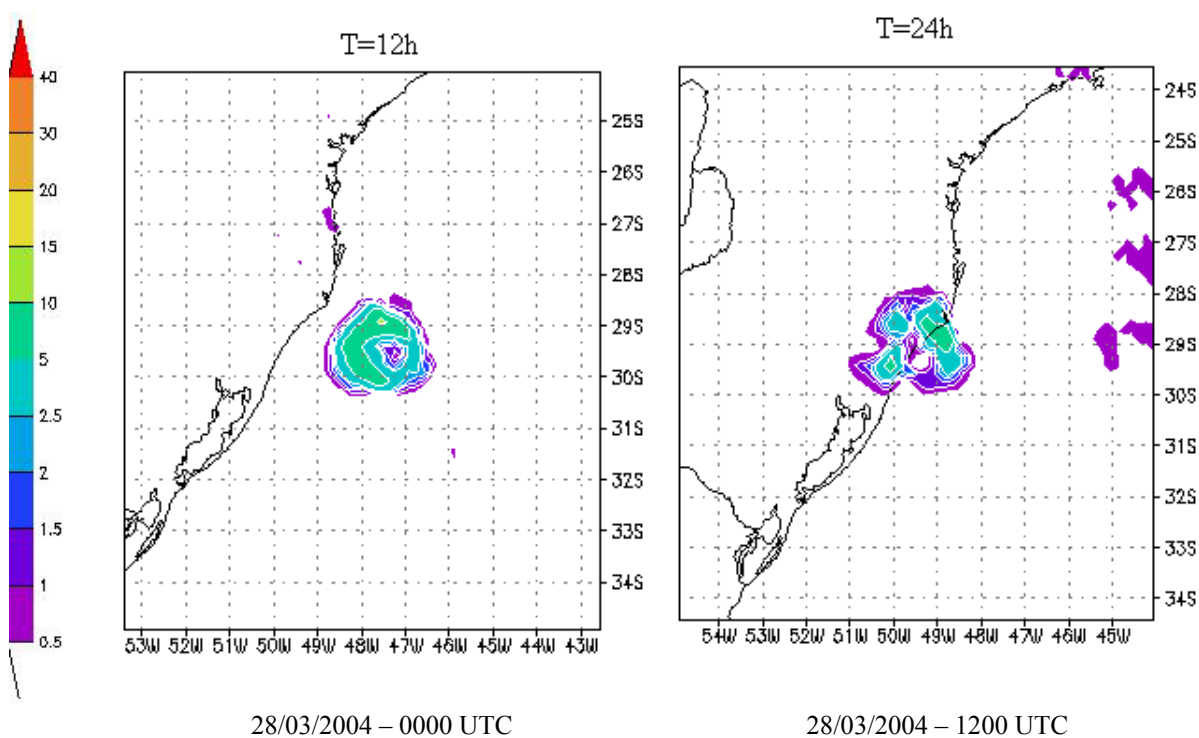 T=12h
T=24h
40
30
20
15
10
5
2.5
2
1.5
1
0.5
25S
26S
27S
28S
29S
30S
31S
32S
33S
34S
53W 52W 51W 50W 49W 48W 47W 46W 45W 44W 43W
24S
25S
26S
27S
28S
29S
30S
31S
32S
33S
34S
54W 53W 52W 51W 50W 49W 48W 47W 46W 45W
28/03/2004 – 0000 UTC
28/03/2004 – 1200 UTC